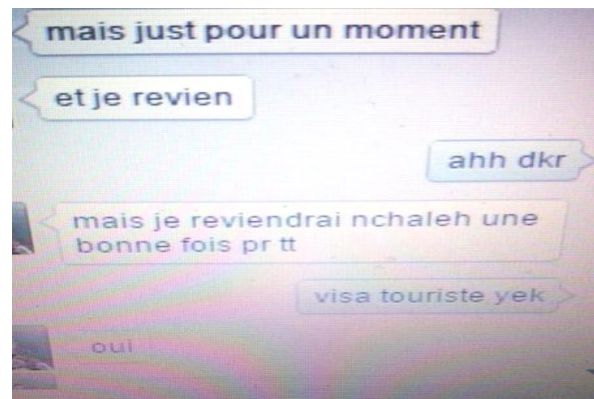 mais just pour un moment
et je revien
ahh dkr
mais je reviendrai nchaleh une
bonne fois pr tt
visa touriste yek
oui